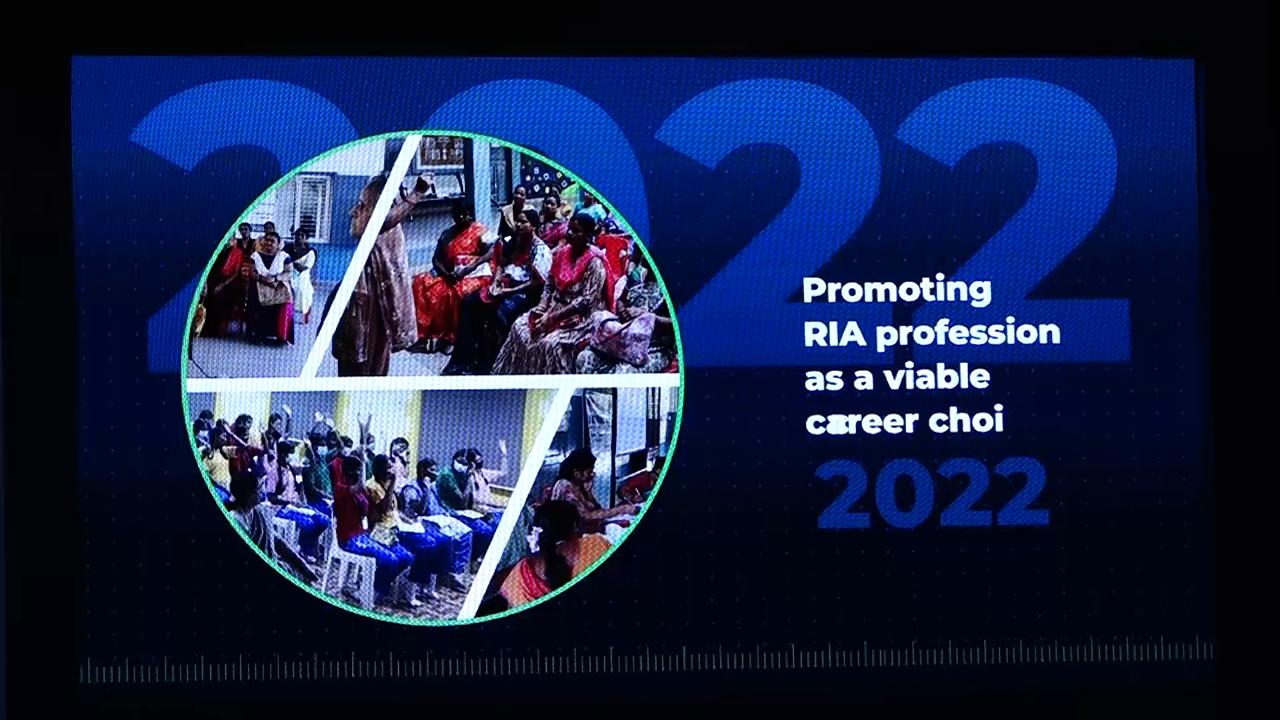 2022
Promoting
RIA profession
as a viable
career choi
2022